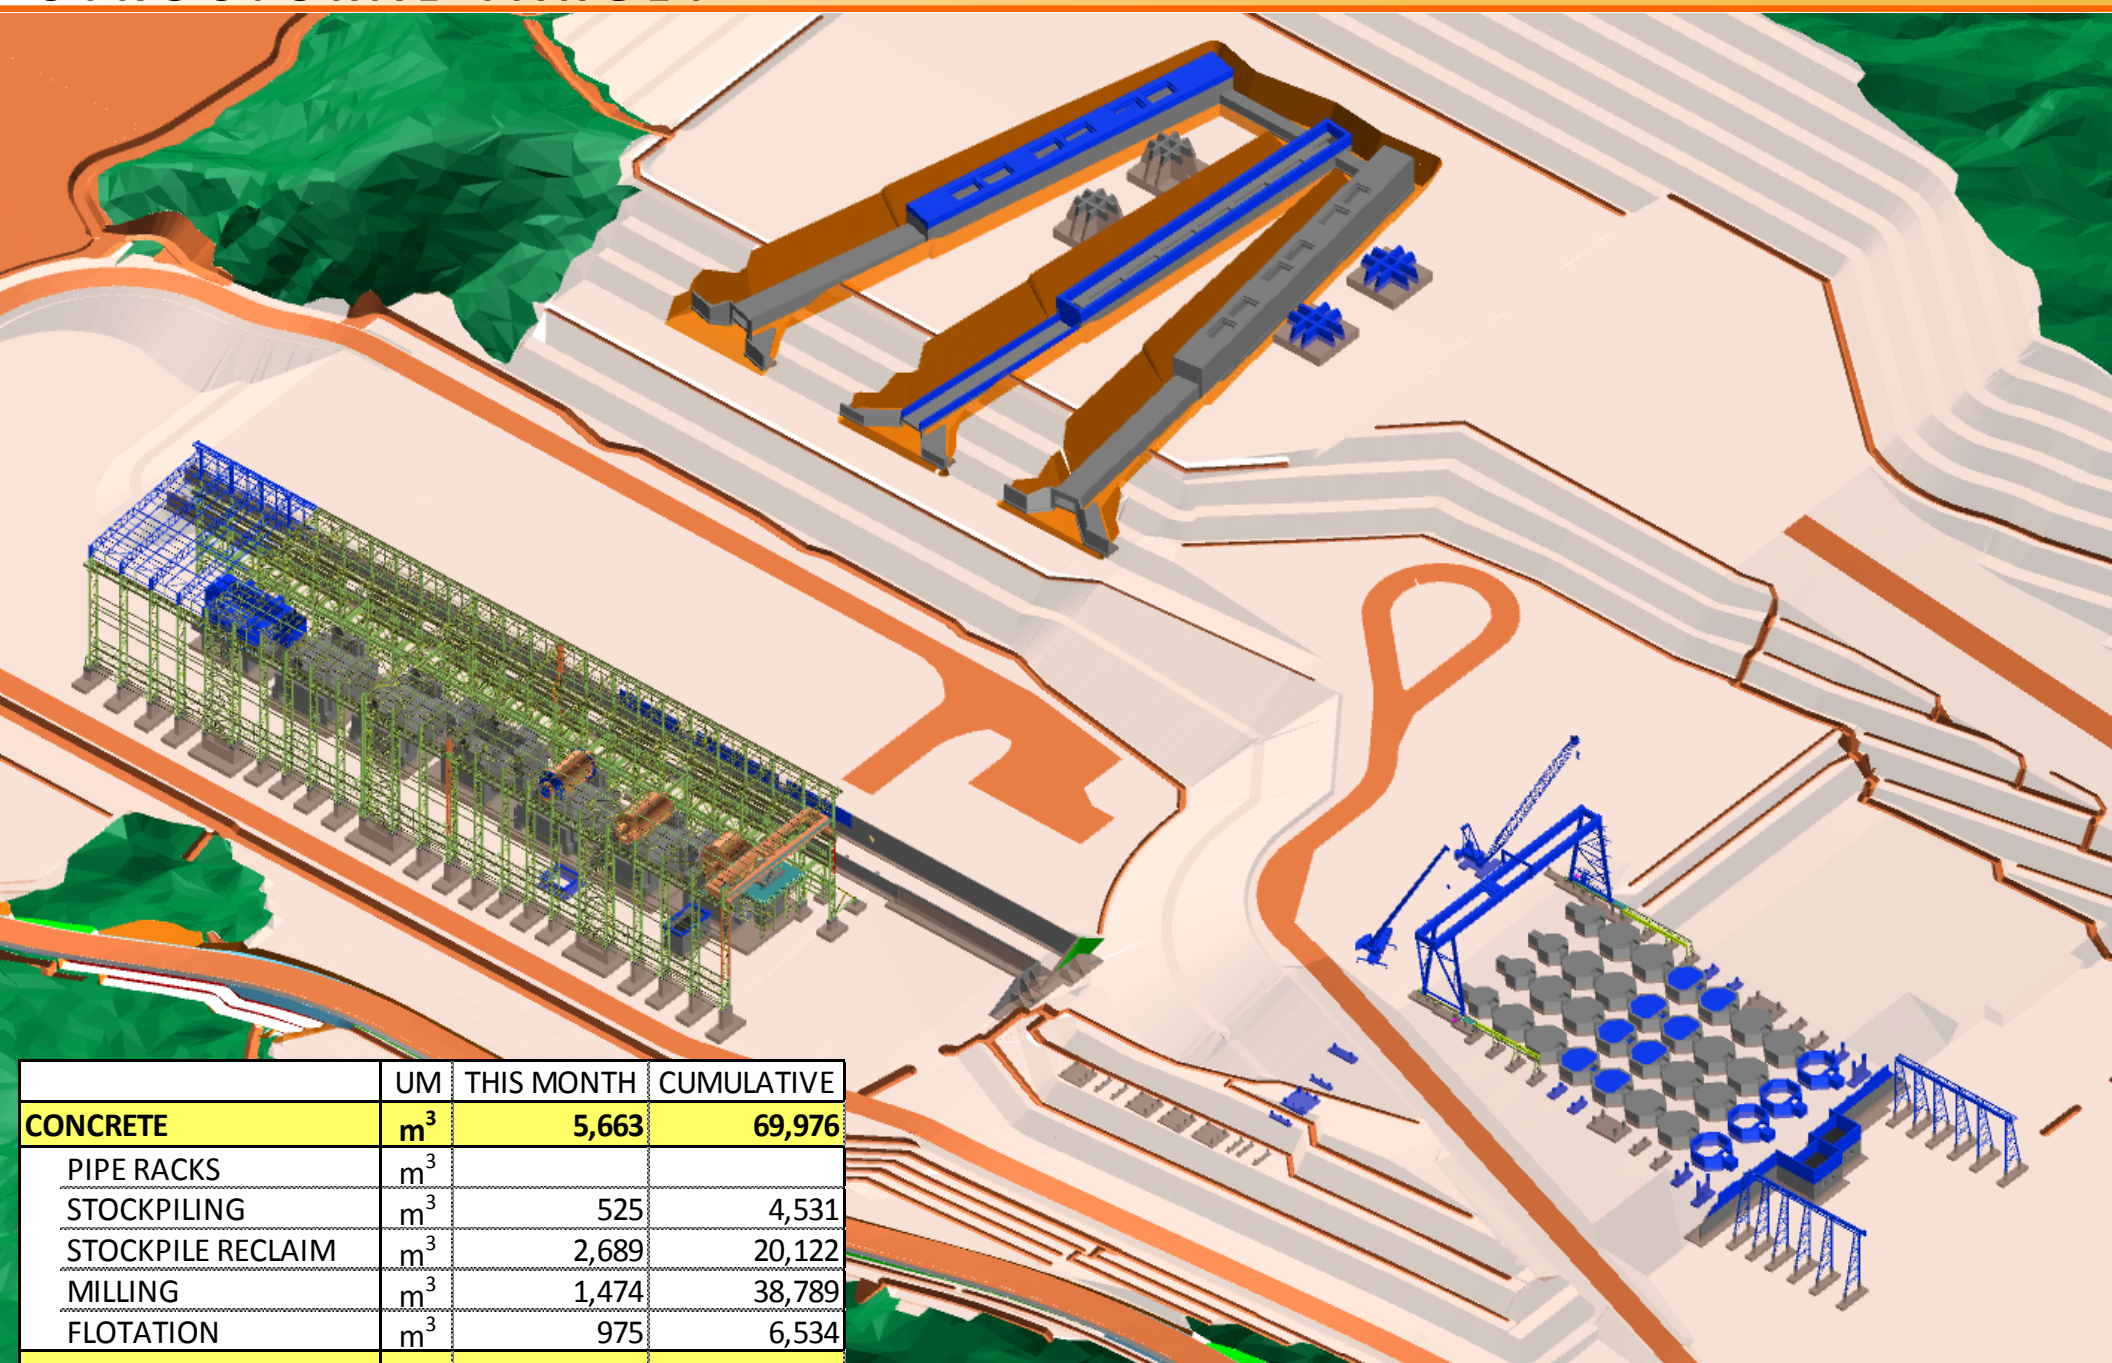 UM THIS MONTH CUMULATIVE
CONCRETE m³ 5,663 69,976
PIPE RACKS m³
STOCKPILING m³ 525 4,531
STOCKPILE RECLAIM m³ 2,689 20,122
MILLING m³ 1,474 38,789
FLOTATION m³ 975 6,534